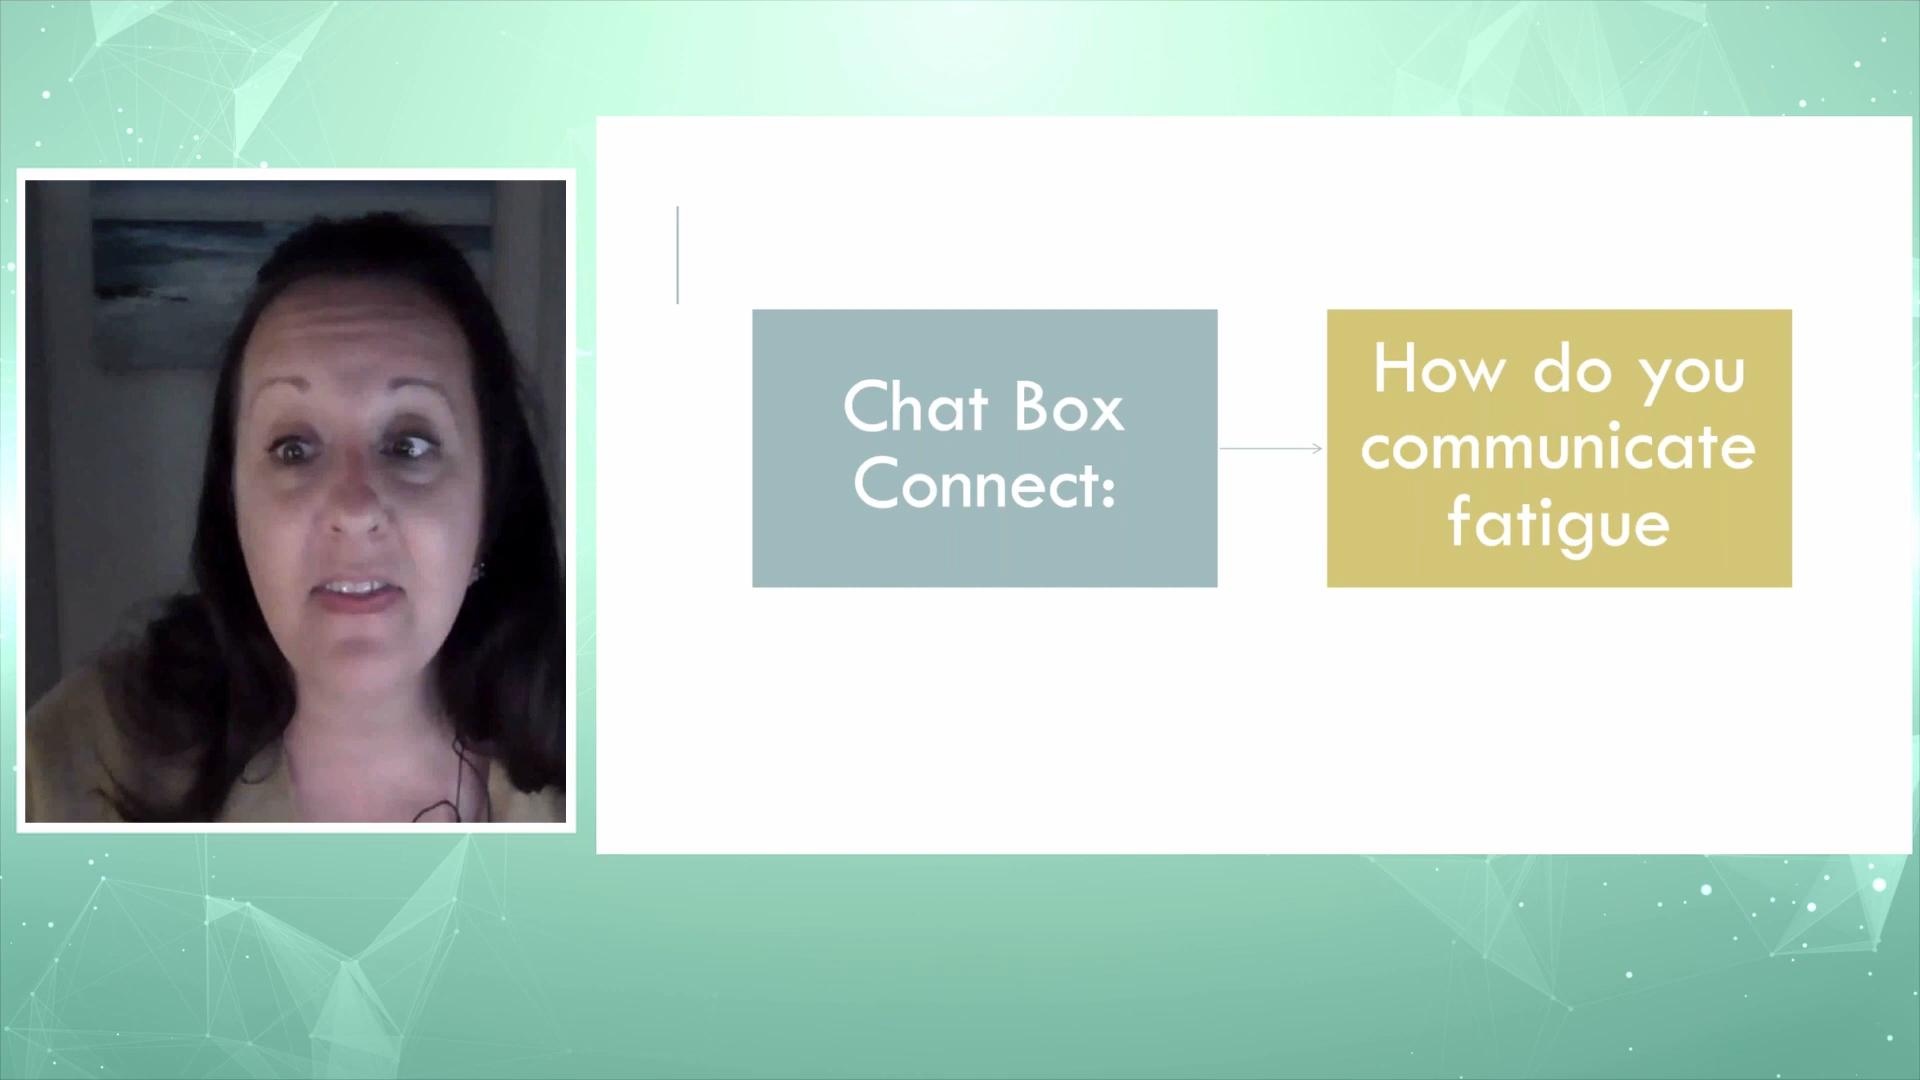 Chat Box
Connect:
How do you
communicate
fatigue